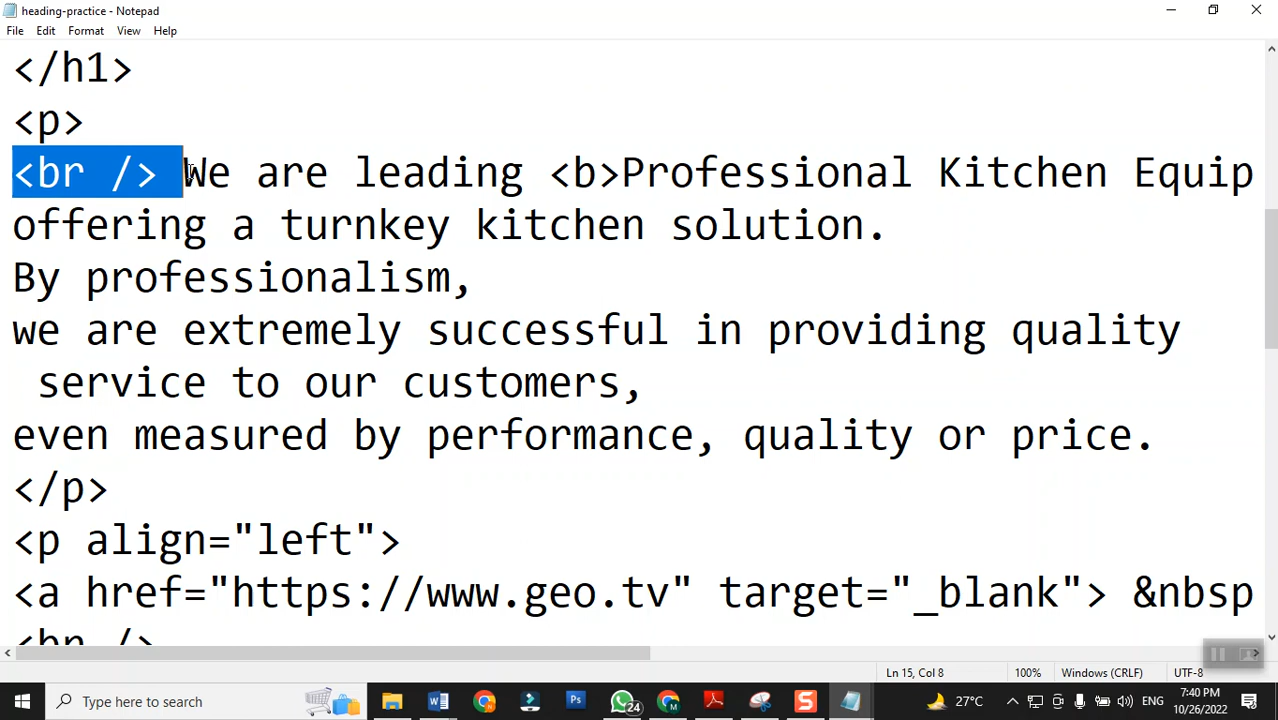 heading-practice - Notepad
File Edit Format View Help
</h1>
<p>
<br /> We are leading <b>Professional Kitchen Equip
offering a turnkey kitchen solution.
By professionalism,
we are extremely successful in providing quality
 service to our customers,
even measured by performance, quality or price.
</p>
<p align="left">
<a href="https://www.geo.tv" target="_blank"> &nbsp
<br />
Ln 15, Col 8 100% Windows (CRLF) UTF-8
Type here to search 24 27°C ENG 7:40 PM
10/26/2022